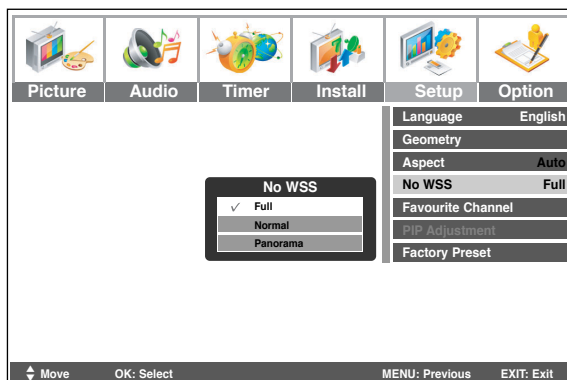 Picture Audio Timer Install Setup Option
Language English
Geometry
Aspect Auto
No WSS Full
Favourite Channel
PIP Adjustment
Factory Preset
No WSS
✓ Full
Normal
Panorama
Move OK: Select MENU: Previous EXIT: Exit